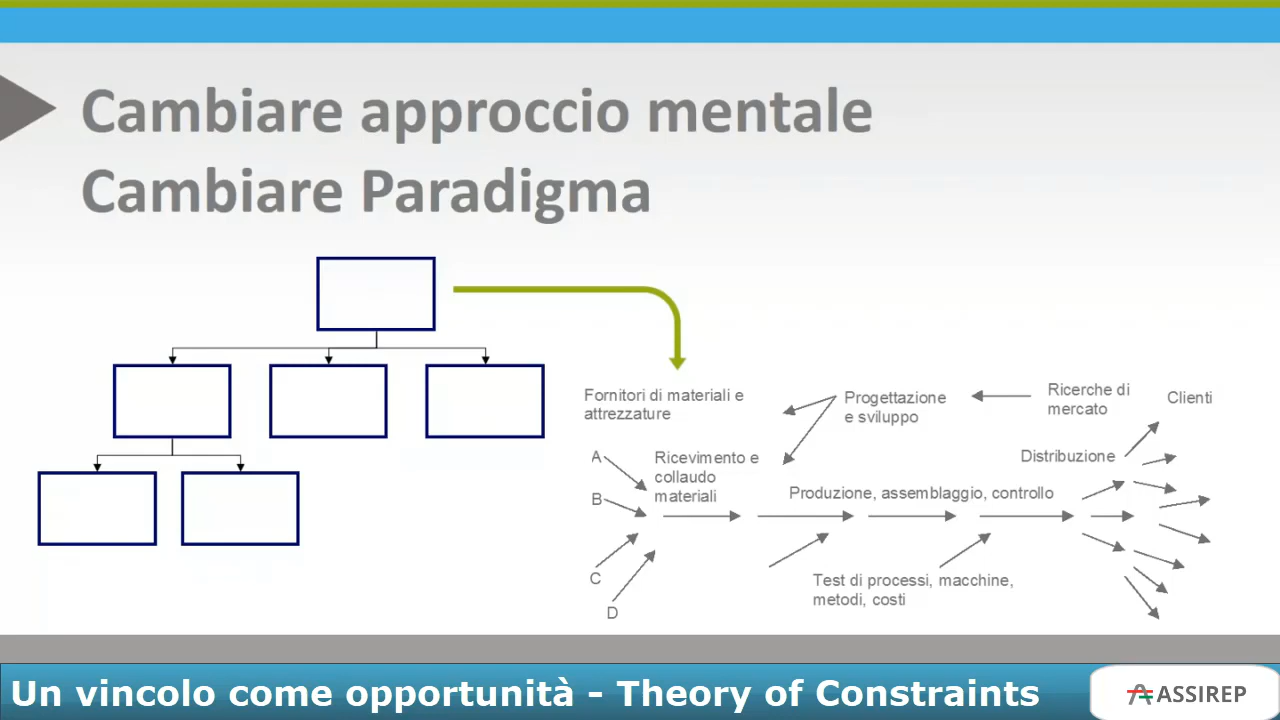 Cambiare approccio mentale
Cambiare Paradigma
Fornitori di materiali e
attrezzature
Progettazione
e sviluppo
Ricerche di
mercato
Clienti
A
Ricevimento e
collaudo
materiali
Distribuzione
B
Produzione, assemblaggio, controllo
C
Test di processi, macchine,
metodi, costi
D
Un vincolo come opportunità - Theory of Constraints
ASSIREP